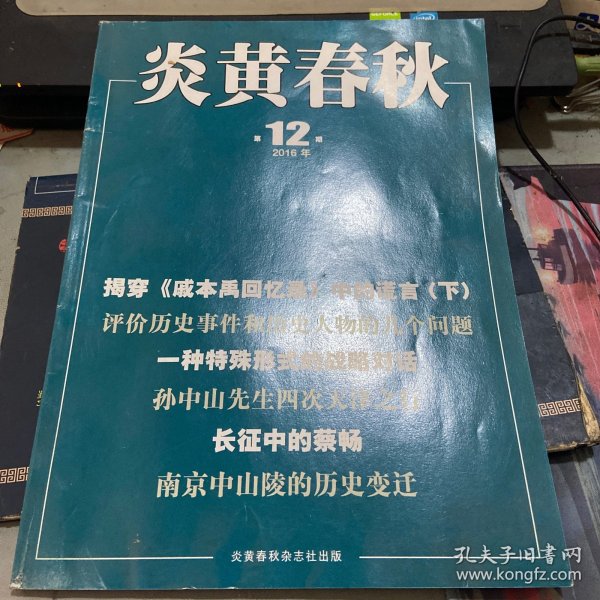 炎黄春秋
第12期
2016年
揭穿《戚本禹回忆录》中的谎言(下)
评价历史事件和历史人物的几个问题
一种特殊形式的战略对话
孙中山先生四次天津之行
长征中的蔡畅
南京中山陵的历史变迁
炎黄春秋杂志社出版
孔夫子旧书网
www.kongfz.com